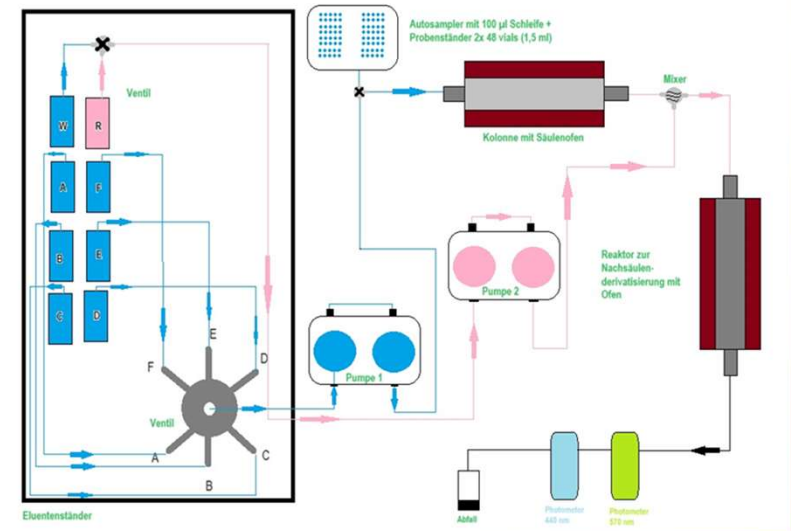 Autosampler mit 100 µl Schleife +
Probenständer 2x 48 vials (1,5 ml)
Ventil
Mixer
W
R
Kolonne mit Säulenofen
A
F
B
E
C
D
Reaktor zur
Nachsäulen-
derivatisierung mit
Ofen
Pumpe 2
E
F
D
Pumpe 1
Ventil
A
C
B
Eluentenständer
Abfall
Photometer
440 nm
Photometer
570 nm